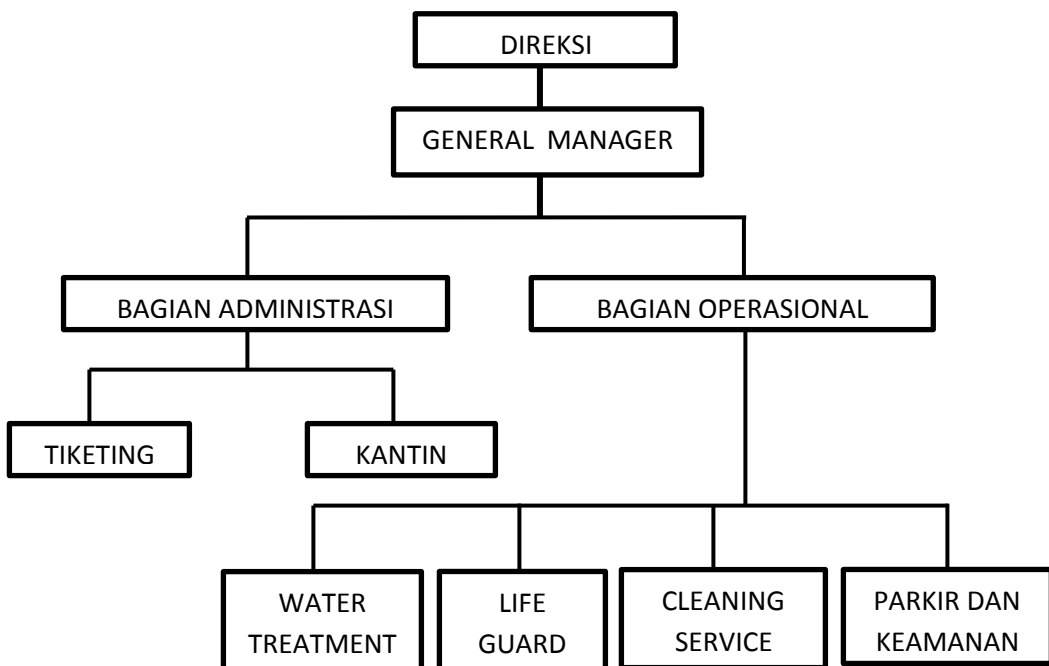 DIREKSI
GENERAL MANAGER
BAGIAN ADMINISTRASI
BAGIAN OPERASIONAL
TIKETING
KANTIN
WATER
TREATMENT
LIFE
GUARD
CLEANING
SERVICE
PARKIR DAN
KEAMANAN